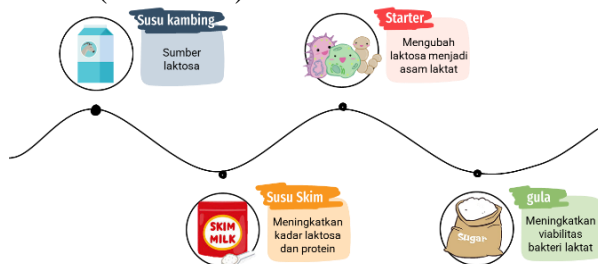 Susu kambing
Sumber
laktosa
Starter
Mengubah
laktosa menjadi
asam laktat
Susu Skim
Meningkatkan
kadar laktosa
dan protein
SKIM
MILK
gula
Meningkatkan
viabilitas
bakteri laktat
Sugar